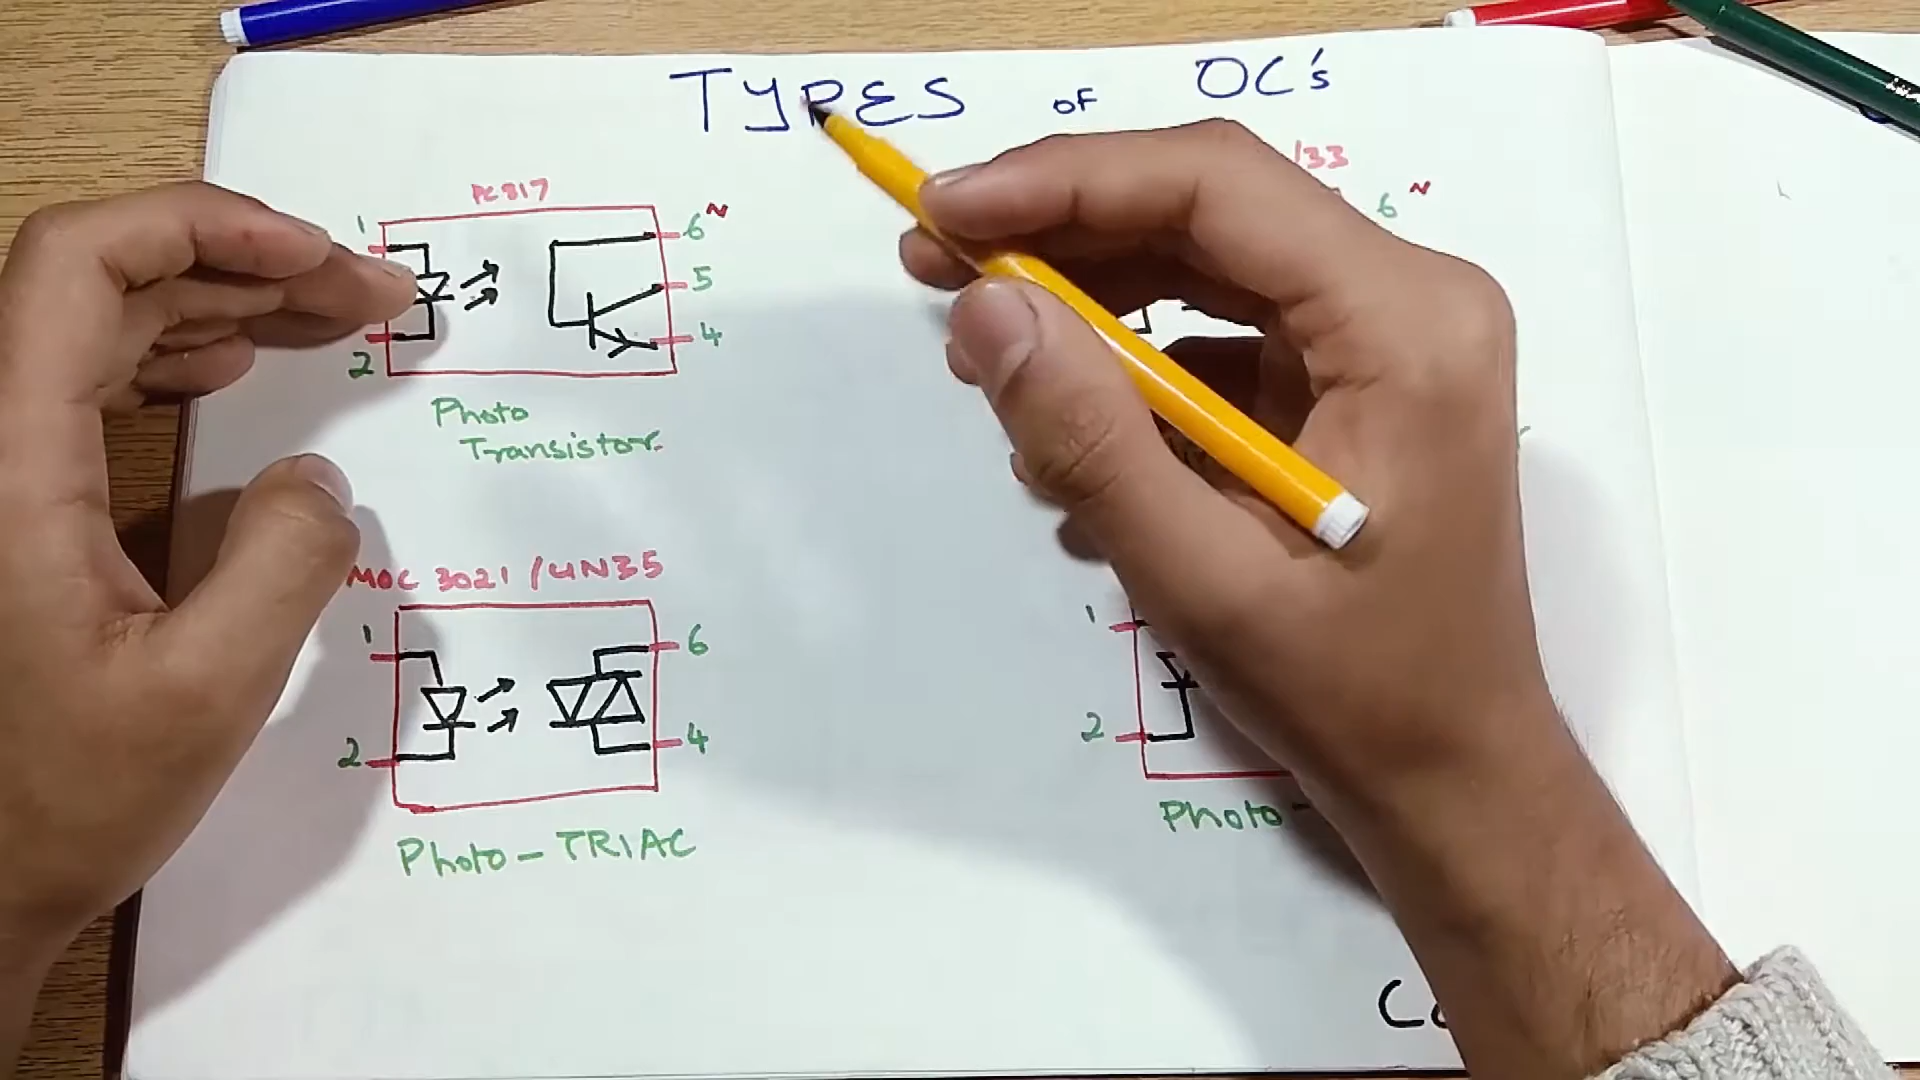 TYPES OF OC's
PC817
1
6 N
5
2
4
Photo
Transistor
/33
6 N
MOC 3021 /4N35
1
6
2
4
Photo - TRIAC
1
2
Photo -